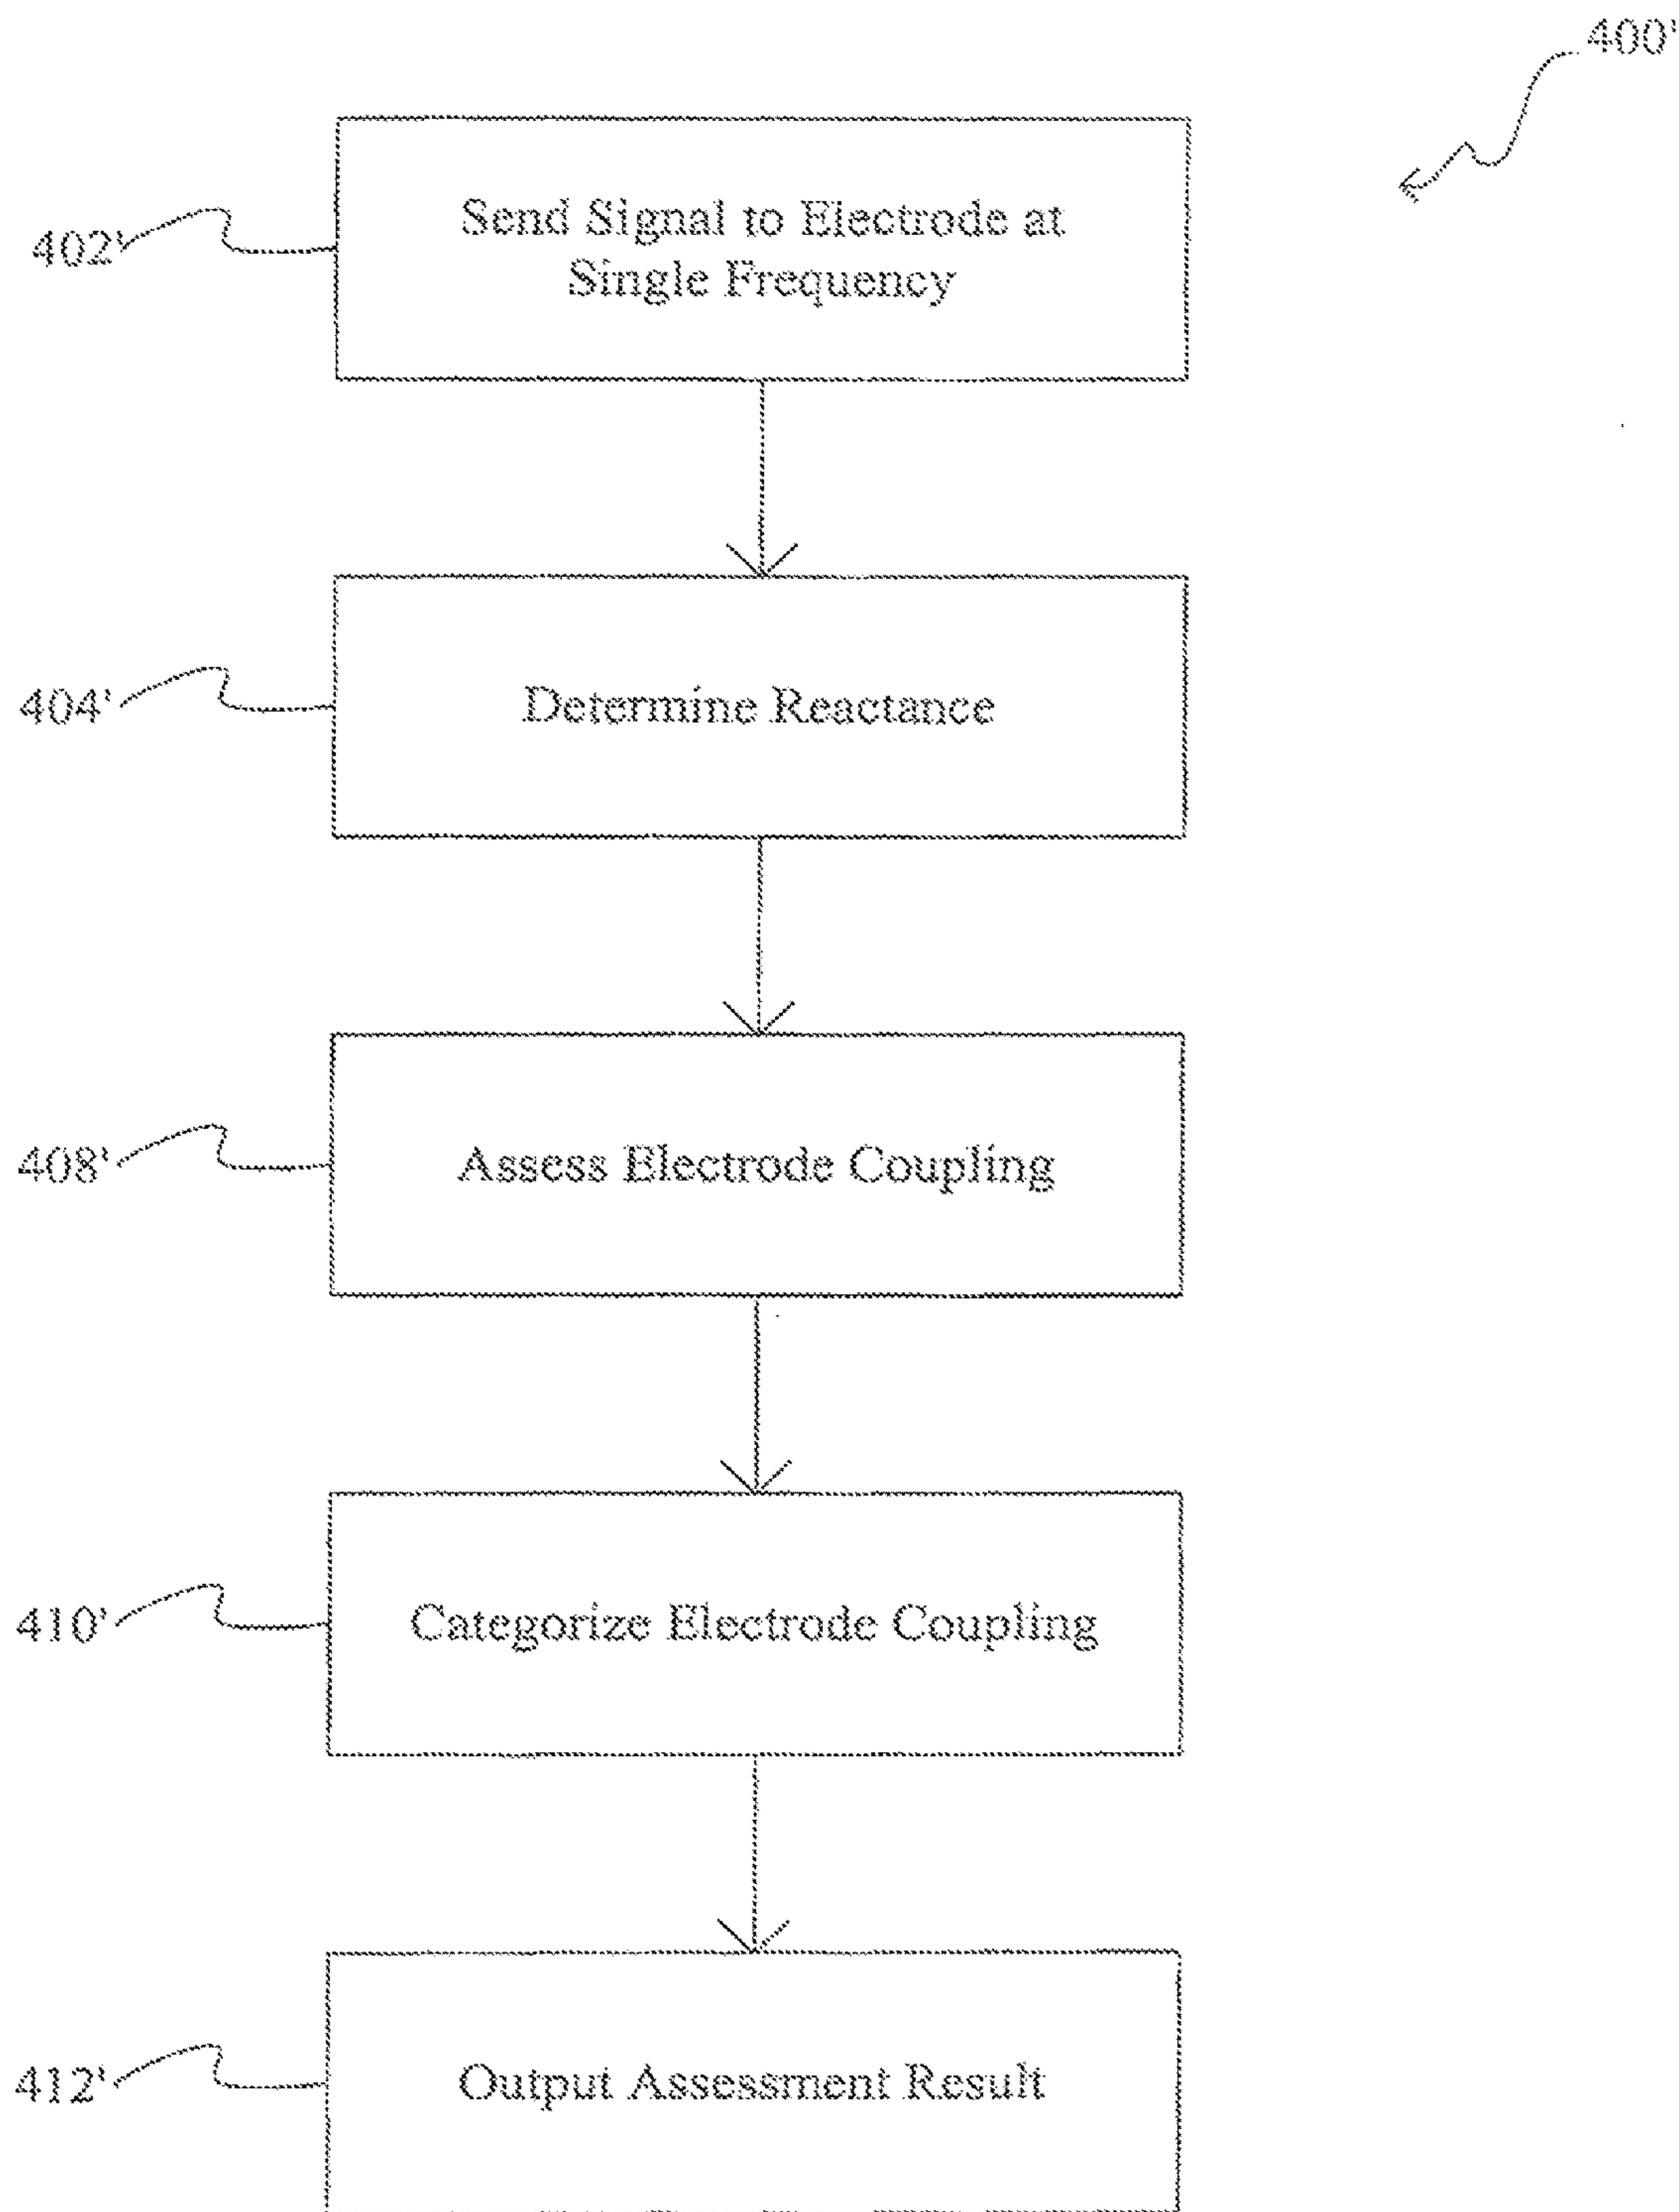 400'
402'
Send Signal to Electrode at
Single Frequency
404'
Determine Reactance
408'
Assess Electrode Coupling
410'
Categorize Electrode Coupling
412'
Output Assessment Result